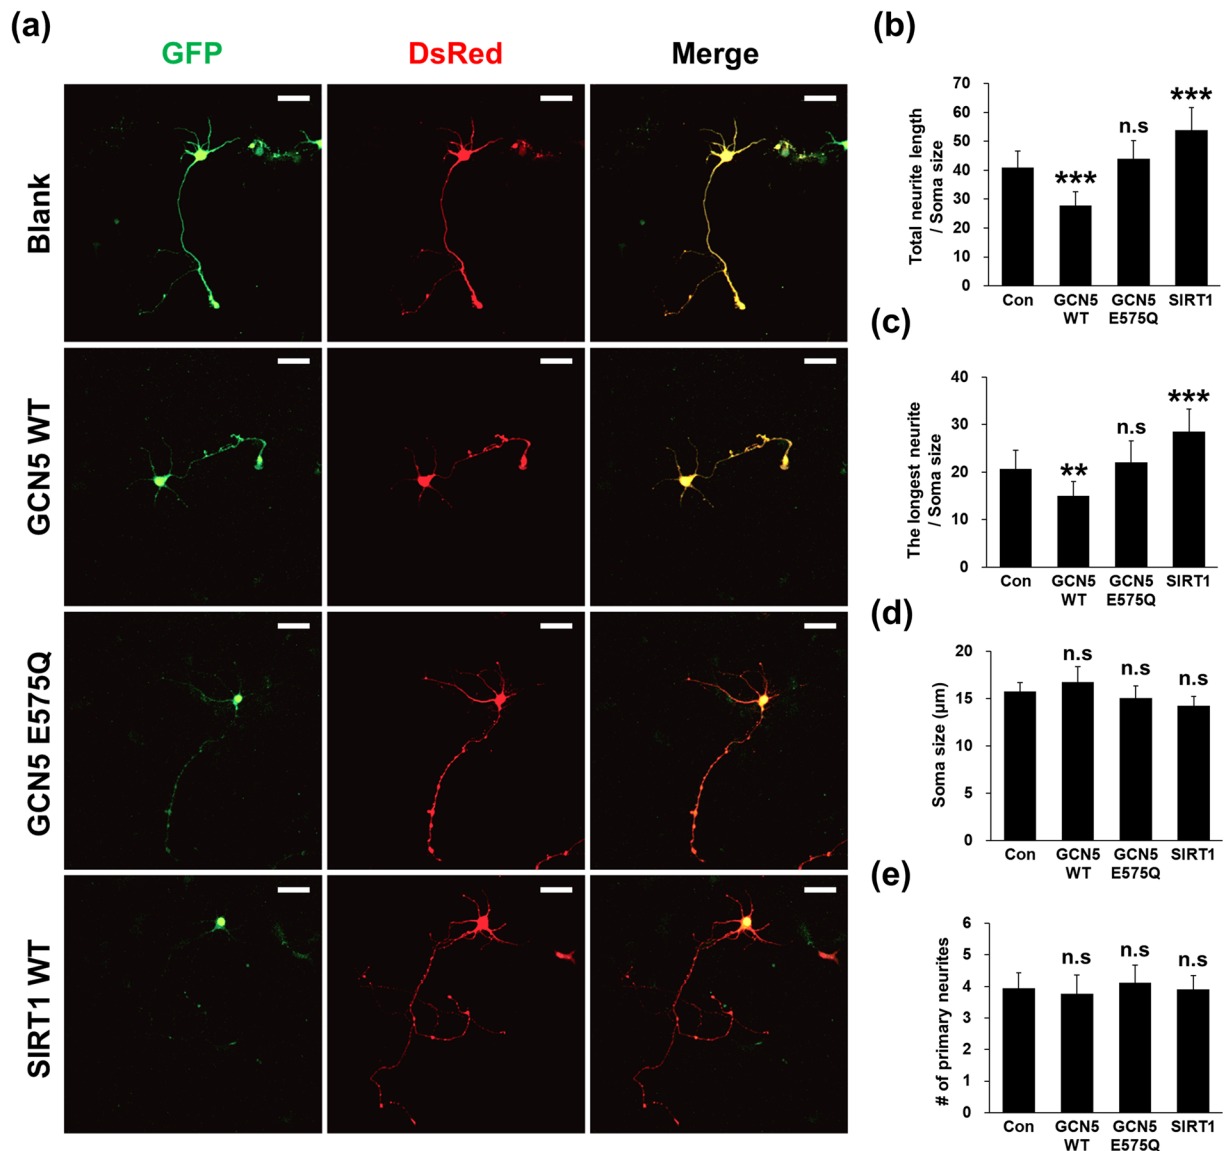 (a)
GFP
DsRed
Merge
Blank
GCN5 WT
GCN5 E575Q
SIRT1 WT
(b)
Total neurite length
/ Soma size
70
60
50
40
30
20
10
0
***
n.s
***
Con
GCN5
WT
GCN5
E575Q
SIRT1
(c)
The longest neurite
/ Soma size
40
30
20
10
0
**
n.s
***
Con
GCN5
WT
GCN5
E575Q
SIRT1
(d)
Soma size (µm)
20
15
10
5
0
n.s
n.s
n.s
Con
GCN5
WT
GCN5
E575Q
SIRT1
(e)
# of primary neurites
6
5
4
3
2
1
0
n.s
n.s
n.s
Con
GCN5
WT
GCN5
E575Q
SIRT1